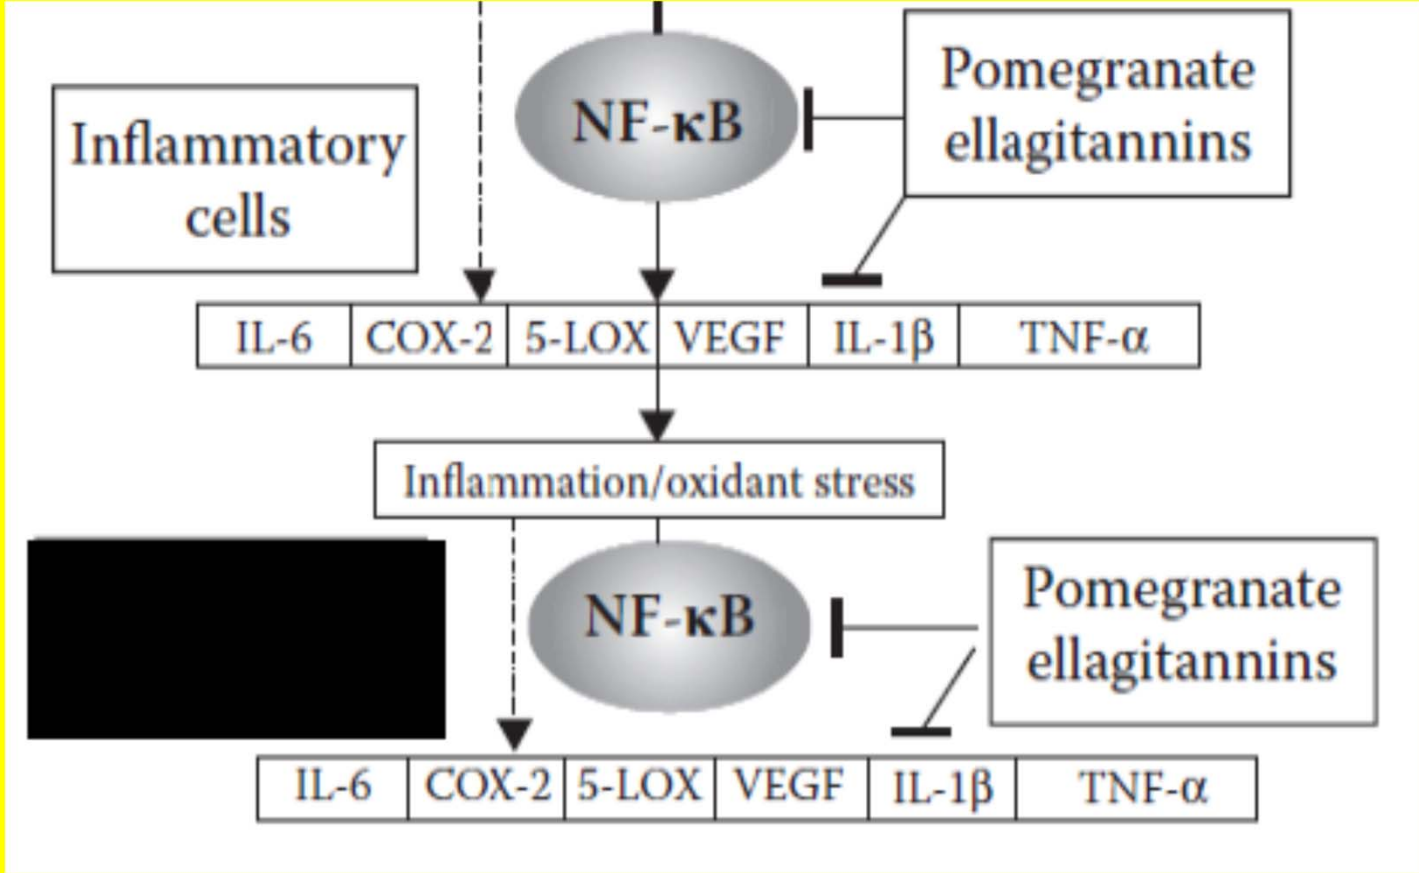 NF-κB
Pomegranate
ellagitannins
Inflammatory
cells
IL-6 COX-2 5-LOX VEGF IL-1β TNF-α
Inflammation/oxidant stress
NF-κB
Pomegranate
ellagitannins
IL-6 COX-2 5-LOX VEGF IL-1β TNF-α